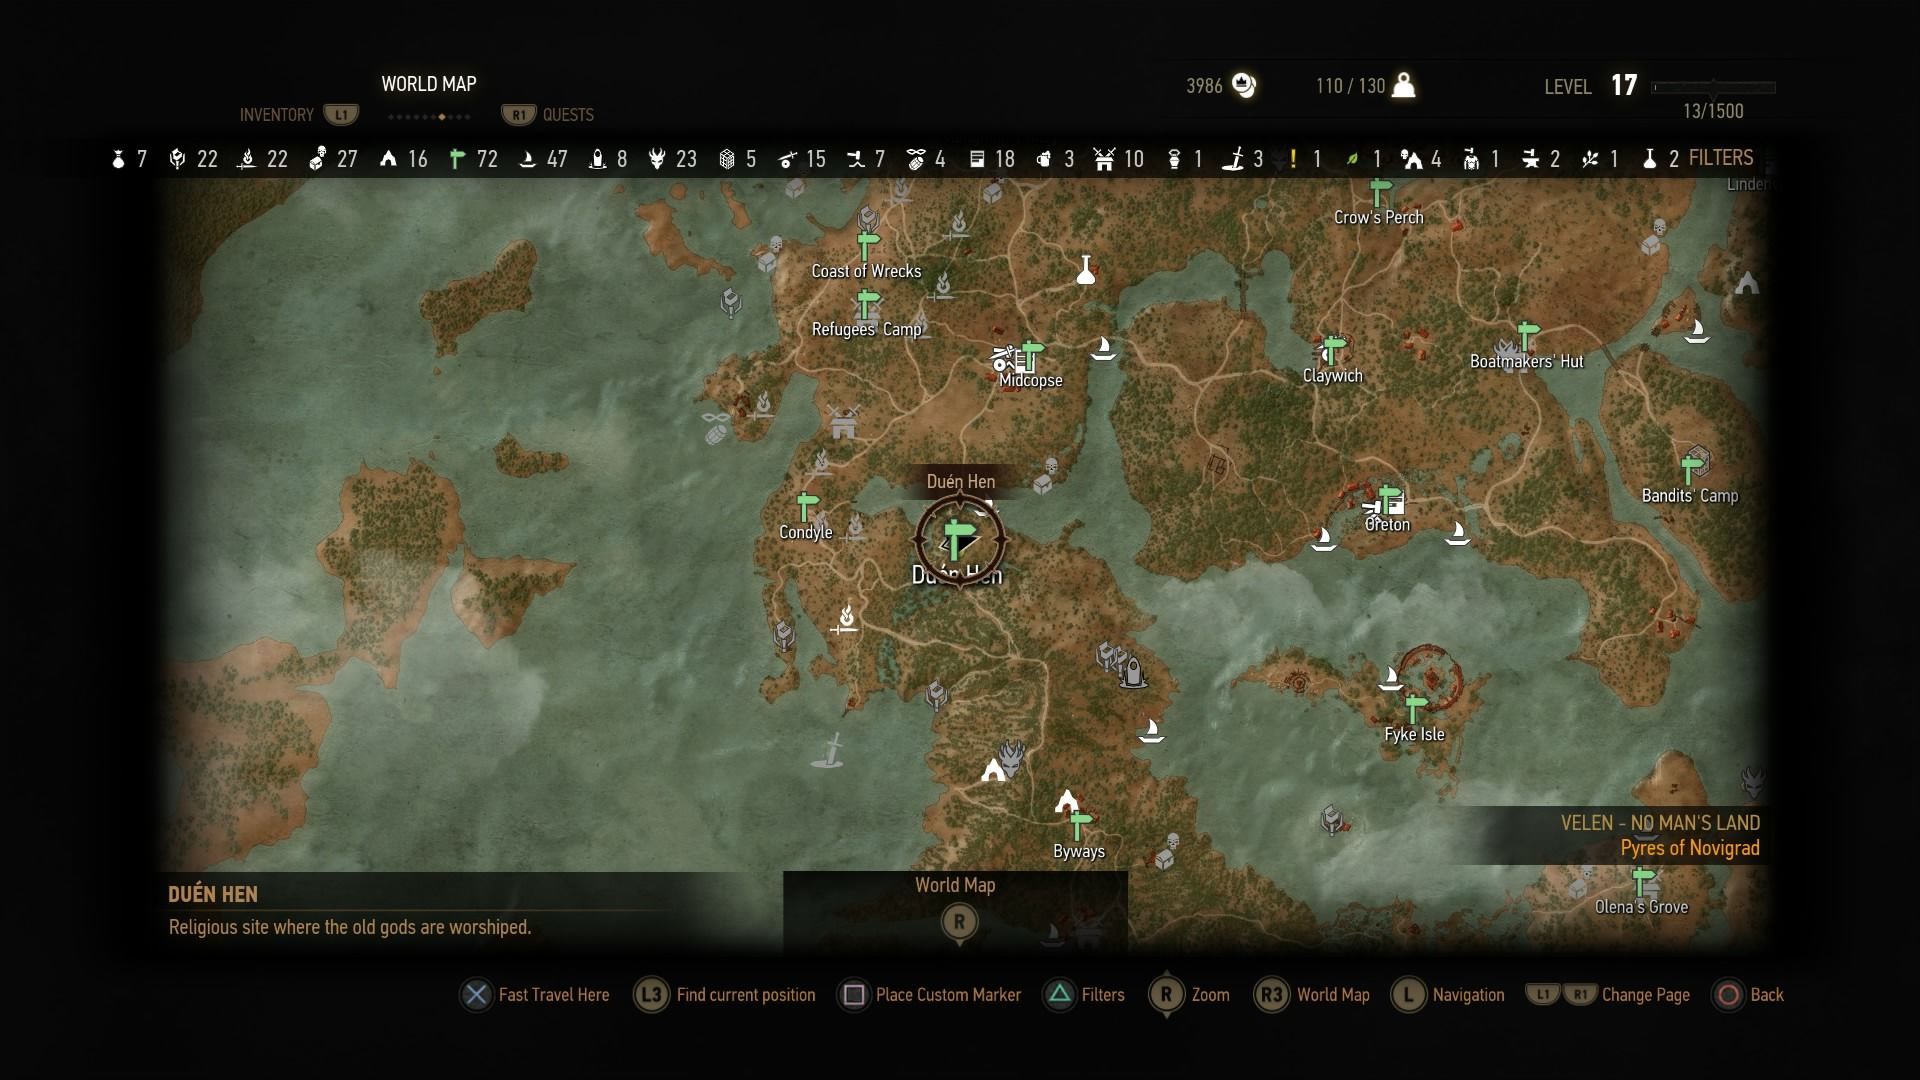 WORLD MAP
3986
110 / 130
LEVEL 17
13/1500
INVENTORY L1
R1 QUESTS
7 22 22 27 16 72 47 8 23 5 15 7 4 18 3 10 1 3 1 1 4 1 2 1 2 FILTERS
Crow's Perch
Coast of Wrecks
Refugees' Camp
Midcopse
Claywich
Boatmakers' Hut
Duén Hen
Bandits' Camp
Condyle
Oreton
Duén Hen
Fyke Isle
Byways
VELEN - NO MAN'S LAND
Pyres of Novigrad
Olena's Grove
DUÉN HEN
Religious site where the old gods are worshiped.
World Map
R
Fast Travel Here
L3 Find current position
Place Custom Marker
Filters
R Zoom
R3 World Map
L Navigation
L1 R1 Change Page
Back